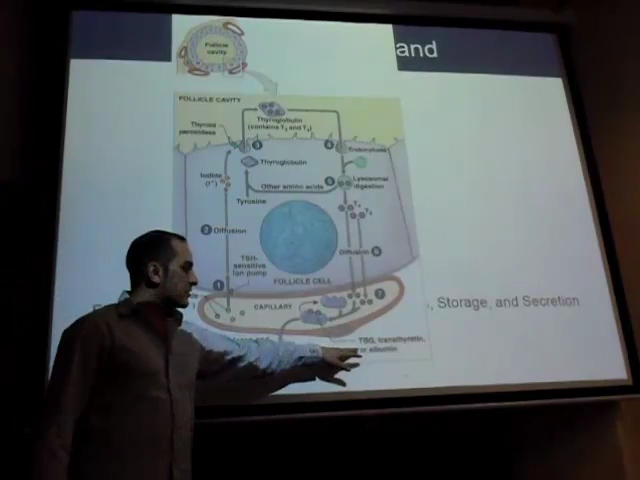 and
Follicle
cavity
FOLLICLE CAVITY
Thyroglobulin
(contains T3 and T4)
Thyroid
peroxidase
3
4
Endocytosis
Thyroglobulin
Iodide
(I-)
Other amino acids
5
Lysosomal
digestion
Tyrosine
T4
T3
2 Diffusion
Diffusion 6
TSH-
sensitive
ion pump
FOLLICLE CELL
1
CAPILLARY
7
, Storage, and Secretion
TBG, transthyretin,
or albumin